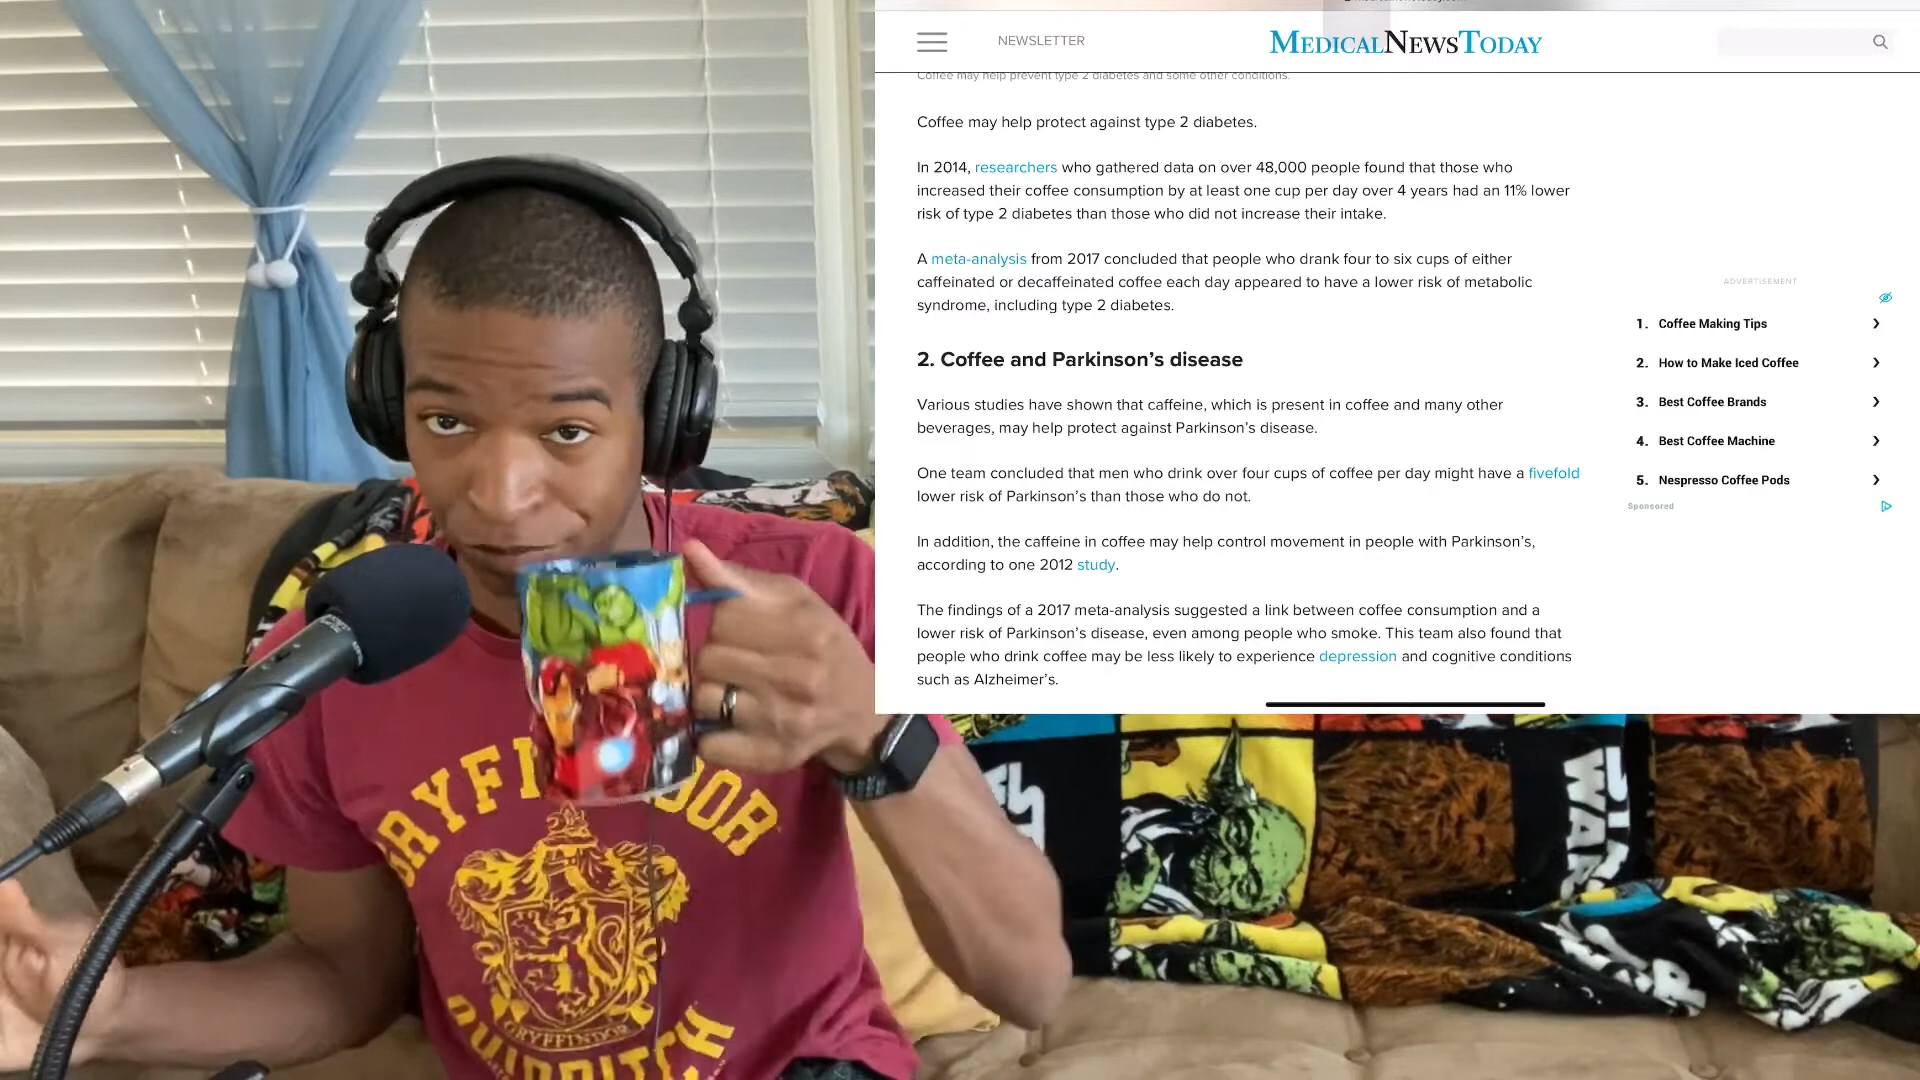 NEWSLETTER
MEDICALNEWSTODAY
Coffee may help prevent type 2 diabetes and some other conditions.
Coffee may help protect against type 2 diabetes.
In 2014, researchers who gathered data on over 48,000 people found that those who
increased their coffee consumption by at least one cup per day over 4 years had an 11% lower
risk of type 2 diabetes than those who did not increase their intake.
A meta-analysis from 2017 concluded that people who drank four to six cups of either
caffeinated or decaffeinated coffee each day appeared to have a lower risk of metabolic
syndrome, including type 2 diabetes.
2. Coffee and Parkinson's disease
Various studies have shown that caffeine, which is present in coffee and many other
beverages, may help protect against Parkinson's disease.
One team concluded that men who drink over four cups of coffee per day might have a fivefold
lower risk of Parkinson's than those who do not.
In addition, the caffeine in coffee may help control movement in people with Parkinson's,
according to one 2012 study.
The findings of a 2017 meta-analysis suggested a link between coffee consumption and a
lower risk of Parkinson's disease, even among people who smoke. This team also found that
people who drink coffee may be less likely to experience depression and cognitive conditions
such as Alzheimer's.
ADVERTISEMENT
1. Coffee Making Tips
2. How to Make Iced Coffee
3. Best Coffee Brands
4. Best Coffee Machine
5. Nespresso Coffee Pods
Sponsored
GRYFI DOR
GRYFFINDOR
QUIDDITCH
STAR
WARS